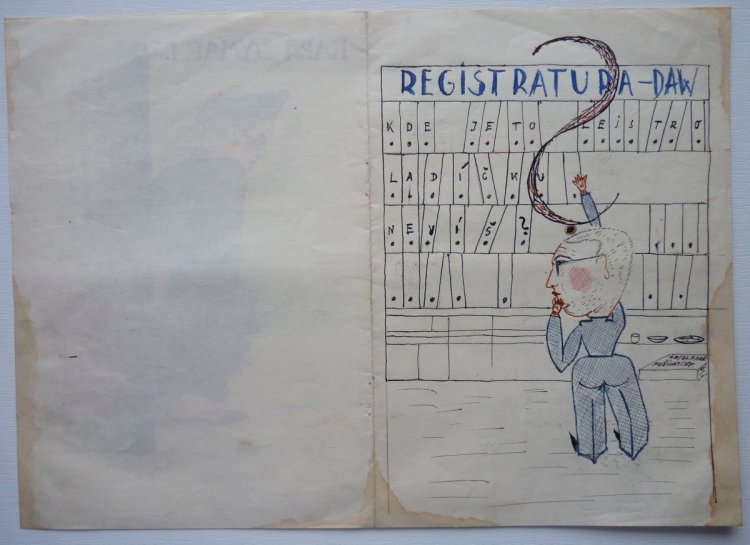 REGISTRATURA-DAW
KDE JE TO LEJSTRO
LADÍČKU
NEVÍŠ?